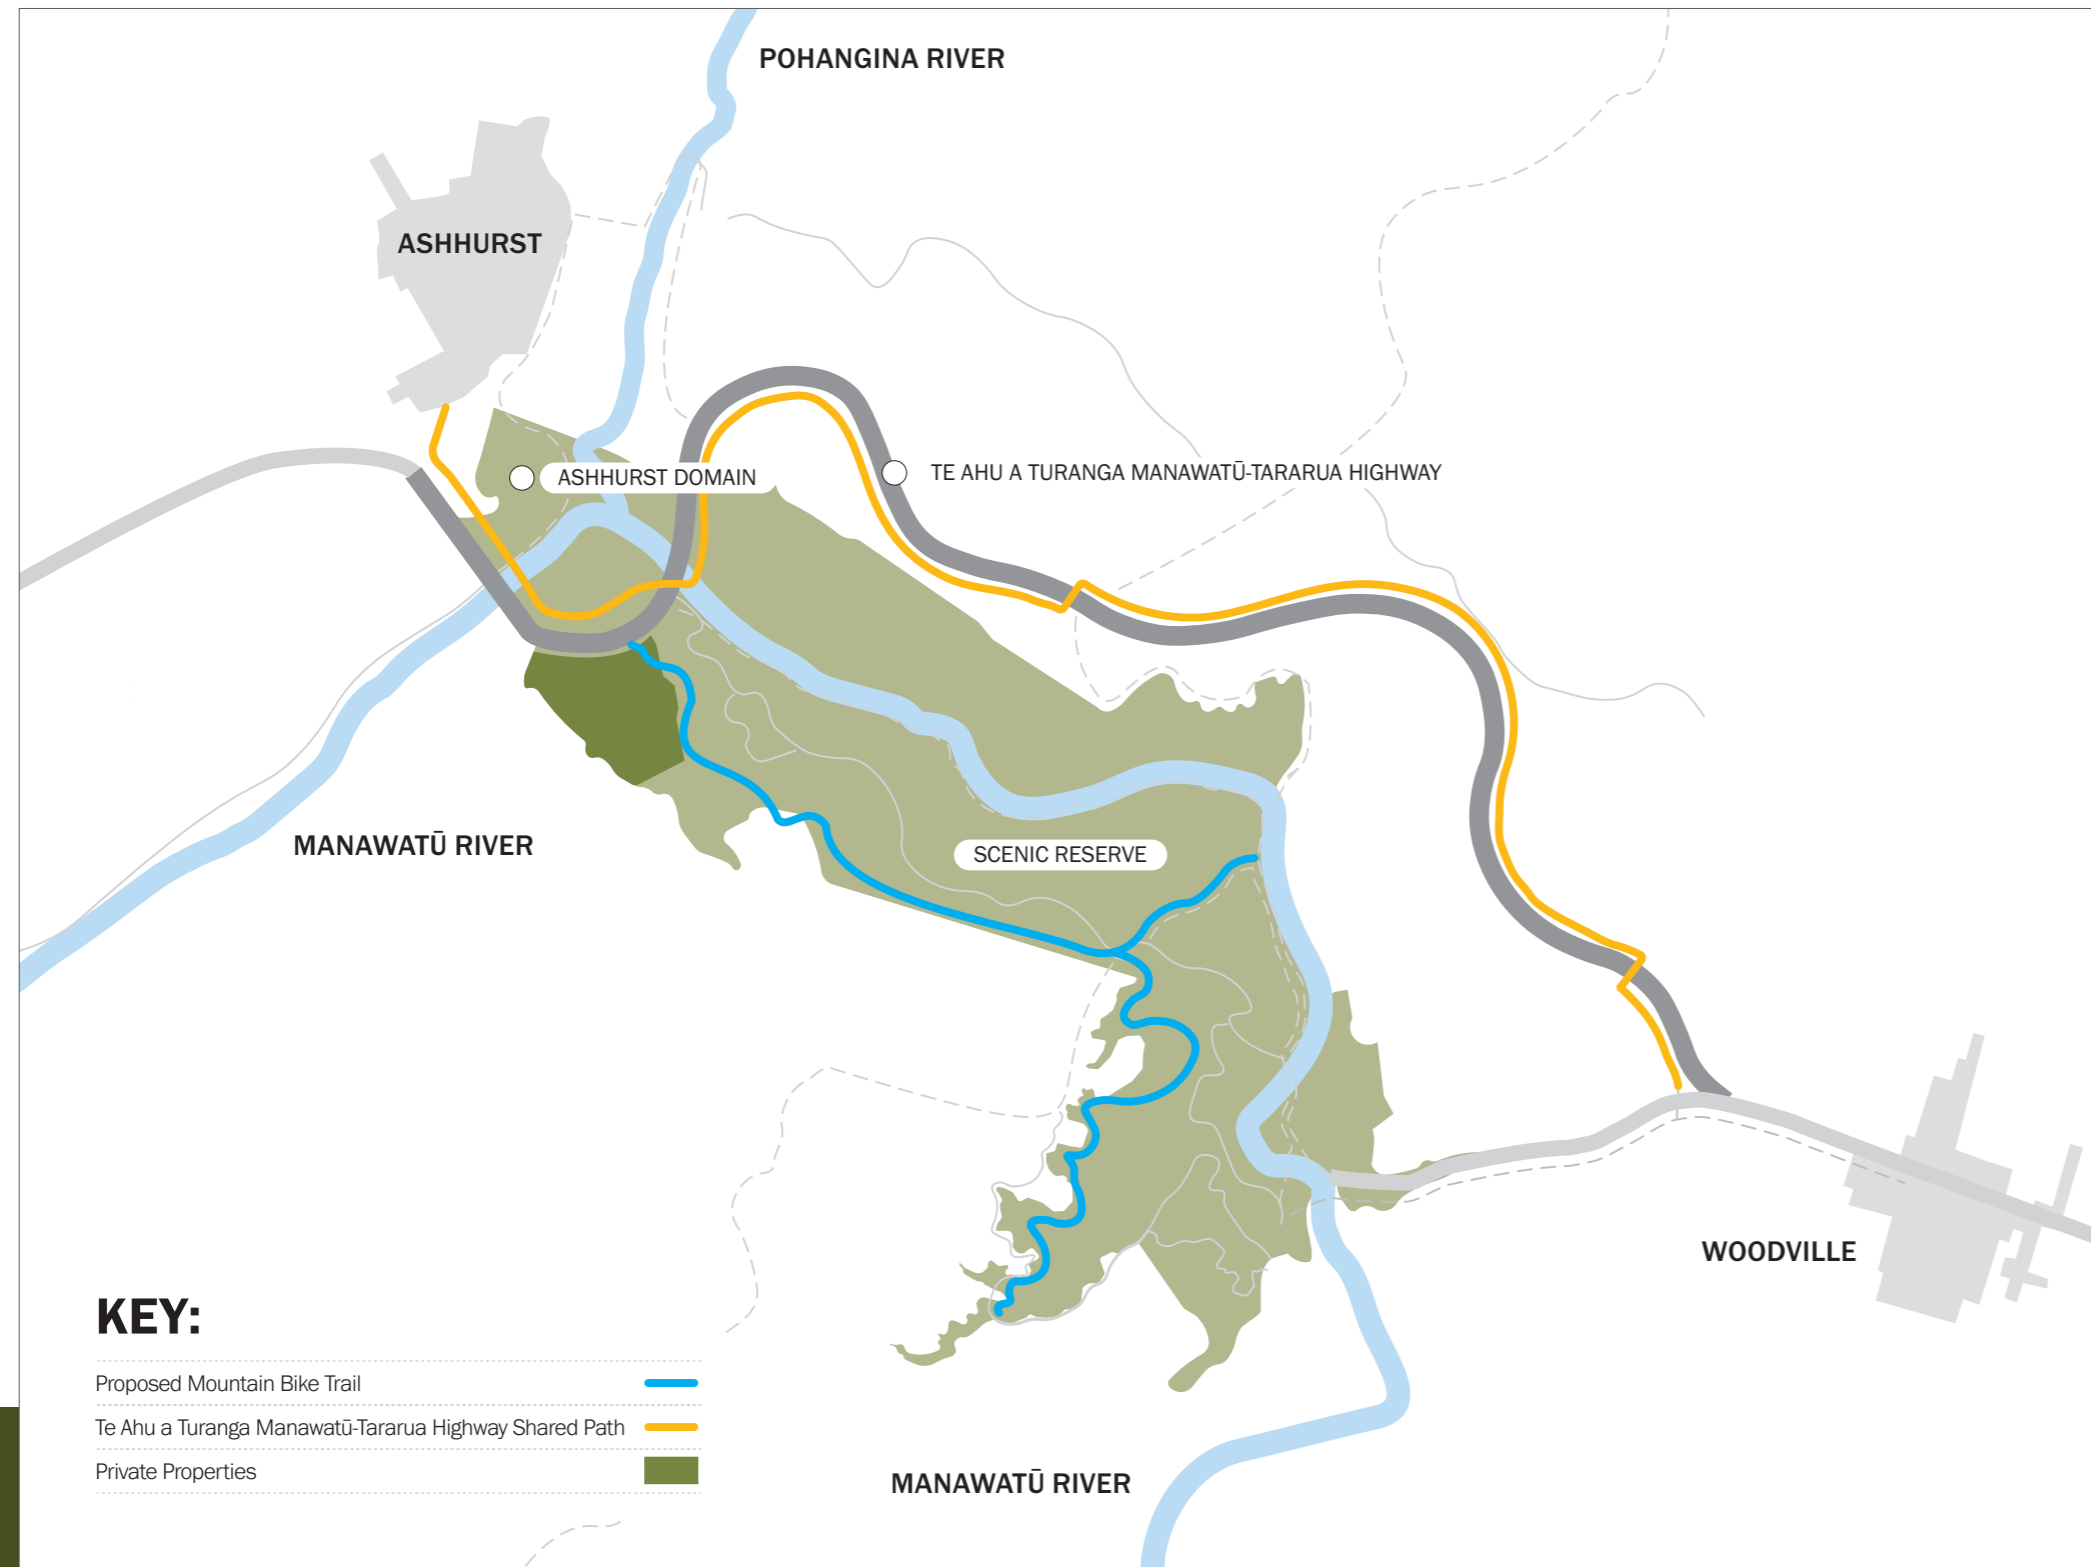 POHANGINA RIVER
ASHHURST
ASHHURST DOMAIN
TE AHU A TURANGA MANAWATŪ-TARARUA HIGHWAY
MANAWATŪ RIVER
SCENIC RESERVE
WOODVILLE
KEY:
Proposed Mountain Bike Trail
Te Ahu a Turanga Manawatū-Tararua Highway Shared Path
Private Properties
MANAWATŪ RIVER